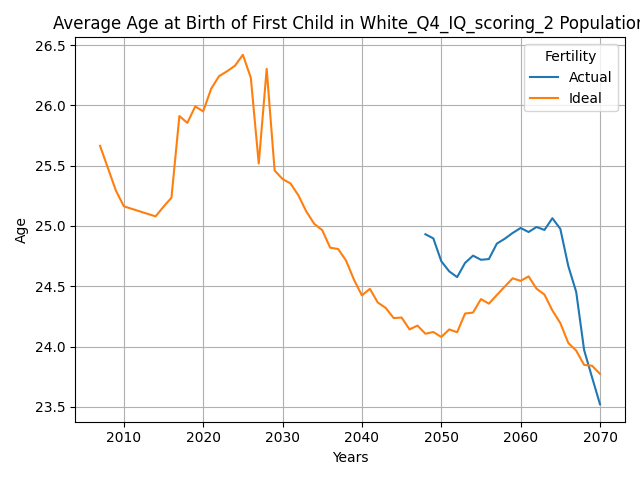 Average Age at Birth of First Child in White_Q4_IQ_scoring_2 Population
26.5
26.0
25.5
25.0
24.5
24.0
23.5
Age
Fertility
Actual
Ideal
2010 2020 2030 2040 2050 2060 2070
Years